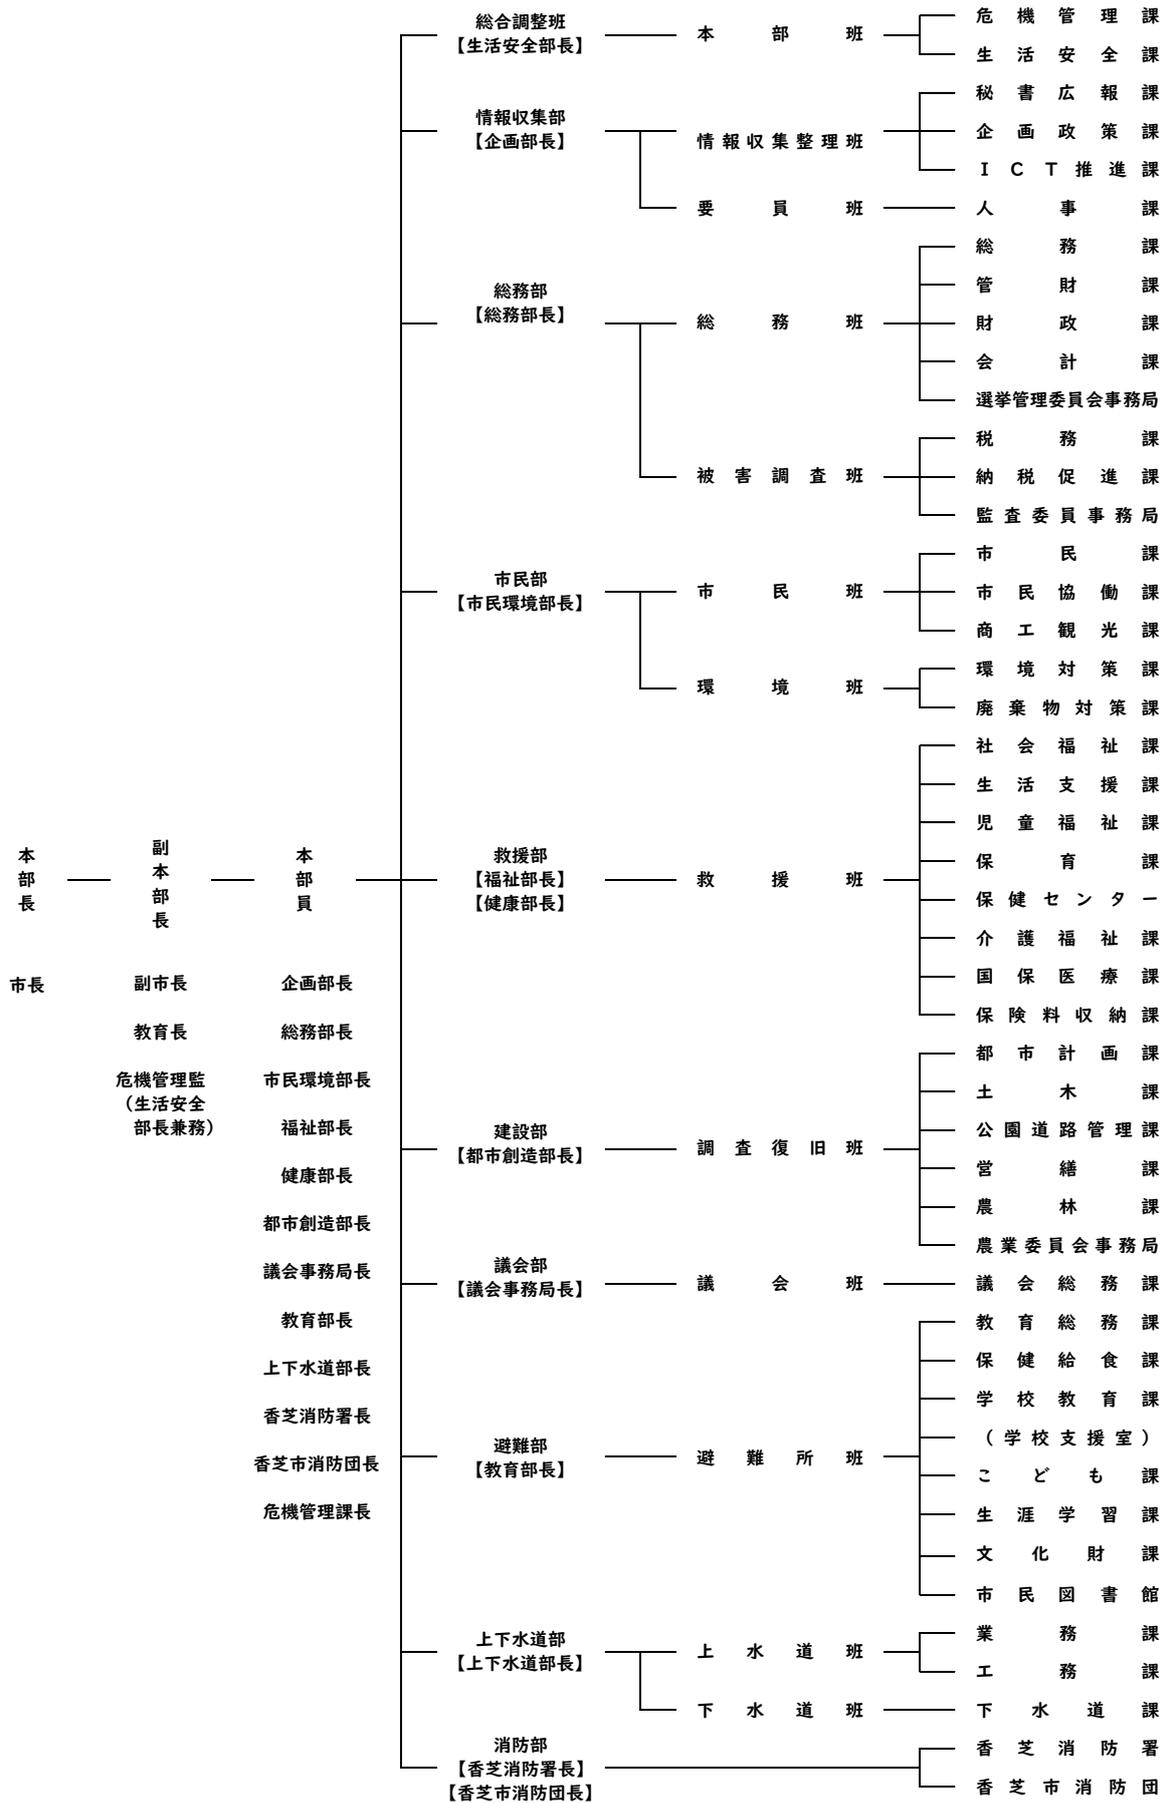 本部長
市長
副本部長
副市長
教育長
危機管理監
（生活安全
部長兼務）
本部員
企画部長
総務部長
市民環境部長
福祉部長
健康部長
都市創造部長
議会事務局長
教育部長
上下水道部長
香芝消防署長
香芝市消防団長
危機管理課長
総合調整班
【生活安全部長】
本部班
危機管理課
生活安全課
情報収集部
【企画部長】
情報収集整理班
秘書広報課
企画政策課
ＩＣＴ推進課
要員班
人事課
総務部
【総務部長】
総務班
総務課
管財課
財政課
会計課
選挙管理委員会事務局
被害調査班
税務課
納税促進課
監査委員事務局
市民部
【市民環境部長】
市民班
市民課
市民協働課
商工観光課
環境班
環境対策課
廃棄物対策課
救援部
【福祉部長】
【健康部長】
救援班
社会福祉課
生活支援課
児童福祉課
保育課
保健センター
介護福祉課
国保医療課
保険料収納課
建設部
【都市創造部長】
調査復旧班
都市計画課
土木課
公園道路管理課
営繕課
農林課
農業委員会事務局
議会部
【議会事務局長】
議会班
議会総務課
避難部
【教育部長】
避難所班
教育総務課
保健給食課
学校教育課
（学校支援室）
こども課
生涯学習課
文化財課
市民図書館
上下水道部
【上下水道部長】
上水道班
業務課
工務課
下水道班
下水道課
消防部
【香芝消防署長】
【香芝市消防団長】
香芝消防署
香芝市消防団